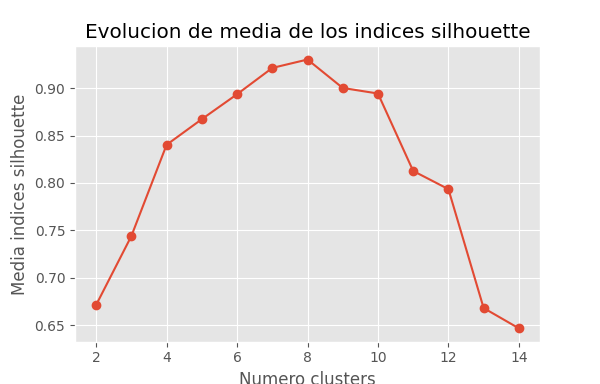 Evolucion de media de los indices silhouette
Media indices silhouette
0.90
0.85
0.80
0.75
0.70
0.65
2 4 6 8 10 12 14
Numero clusters